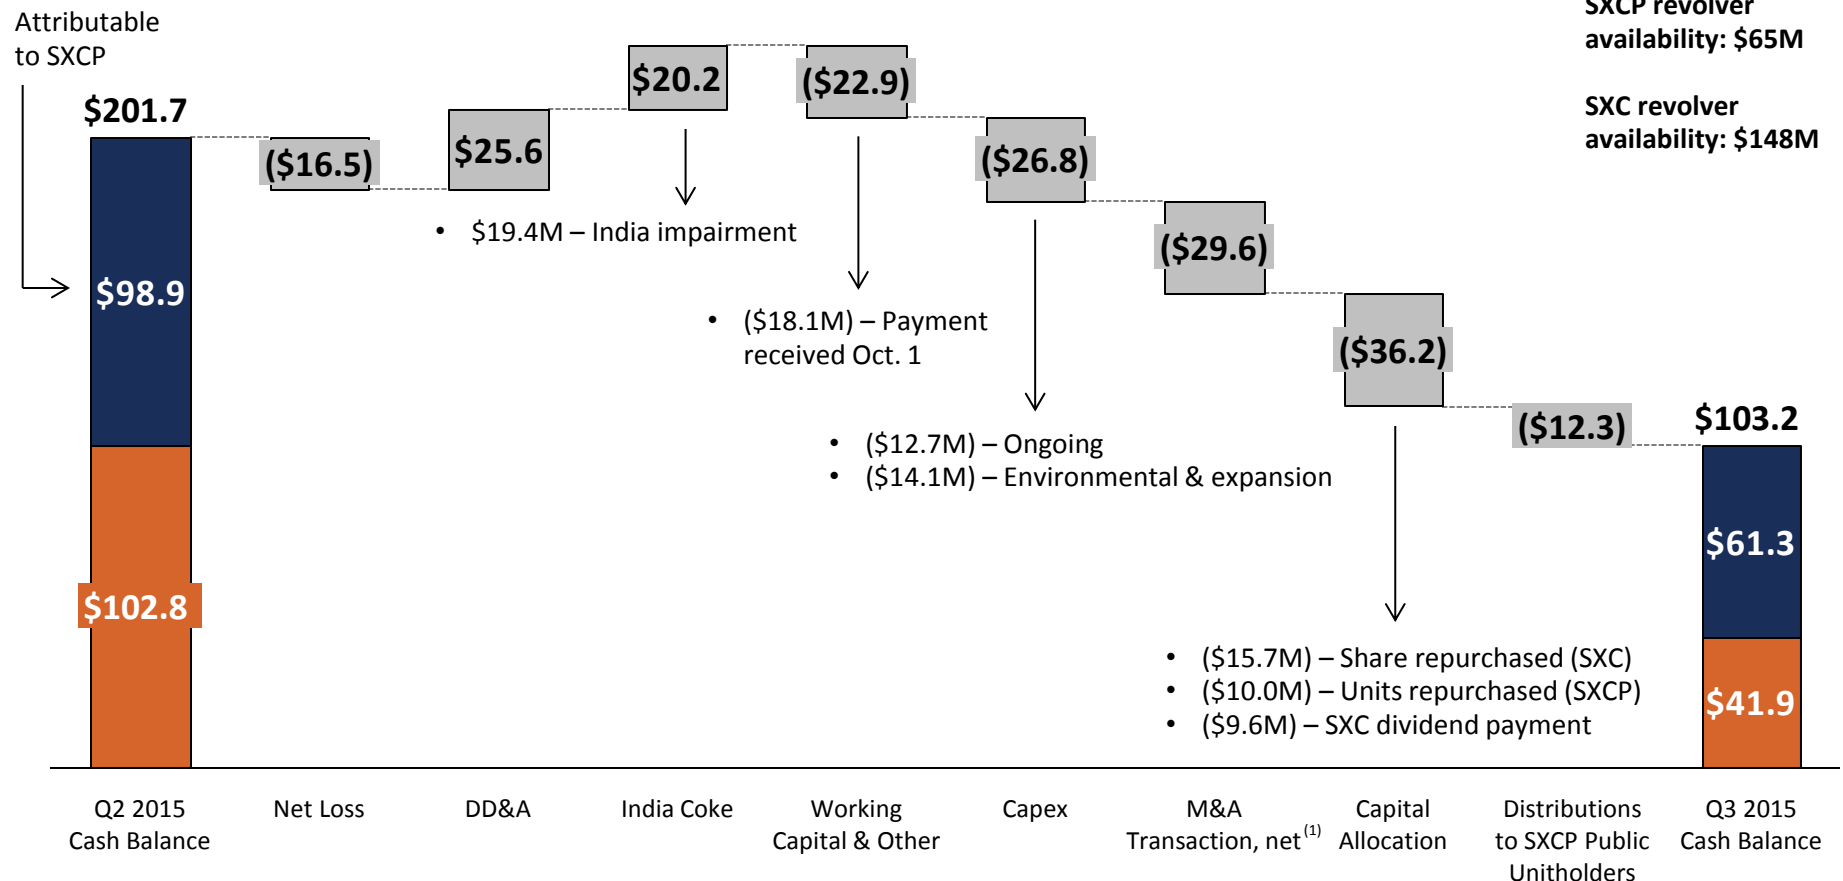 Attributable
to SXCP
SXCP revolver
availability: $65M
SXC revolver
availability: $148M
$201.7
($16.5)
$25.6
$20.2
($22.9)
($26.8)
($29.6)
($36.2)
($12.3)
$103.2
$98.9
$102.8
$61.3
$41.9
• $19.4M – India impairment
• ($18.1M) – Payment
received Oct. 1
• ($12.7M) – Ongoing
• ($14.1M) – Environmental & expansion
• ($15.7M) – Share repurchased (SXC)
• ($10.0M) – Units repurchased (SXCP)
• ($9.6M) – SXC dividend payment
Q2 2015
Cash Balance
Net Loss
DD&A
India Coke
Working
Capital & Other
Capex
M&A
Transaction, net (1)
Capital
Allocation
Distributions
to SXCP Public
Unitholders
Q3 2015
Cash Balance